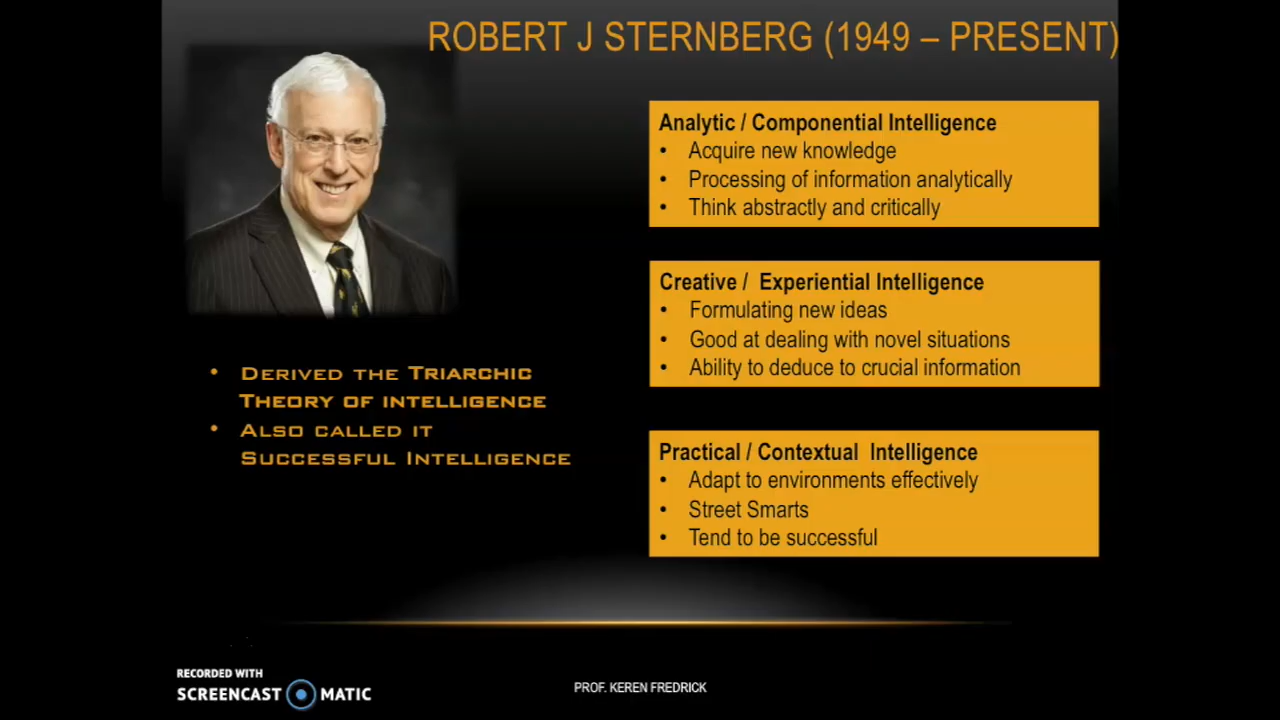 ROBERT J STERNBERG (1949 – PRESENT)
• DERIVED THE TRIARCHIC
THEORY OF INTELLIGENCE
• ALSO CALLED IT
SUCCESSFUL INTELLIGENCE
Analytic / Componential Intelligence
• Acquire new knowledge
• Processing of information analytically
• Think abstractly and critically
Creative / Experiential Intelligence
• Formulating new ideas
• Good at dealing with novel situations
• Ability to deduce to crucial information
Practical / Contextual Intelligence
• Adapt to environments effectively
• Street Smarts
• Tend to be successful
RECORDED WITH
SCREENCAST MATIC
PROF. KEREN FREDRICK